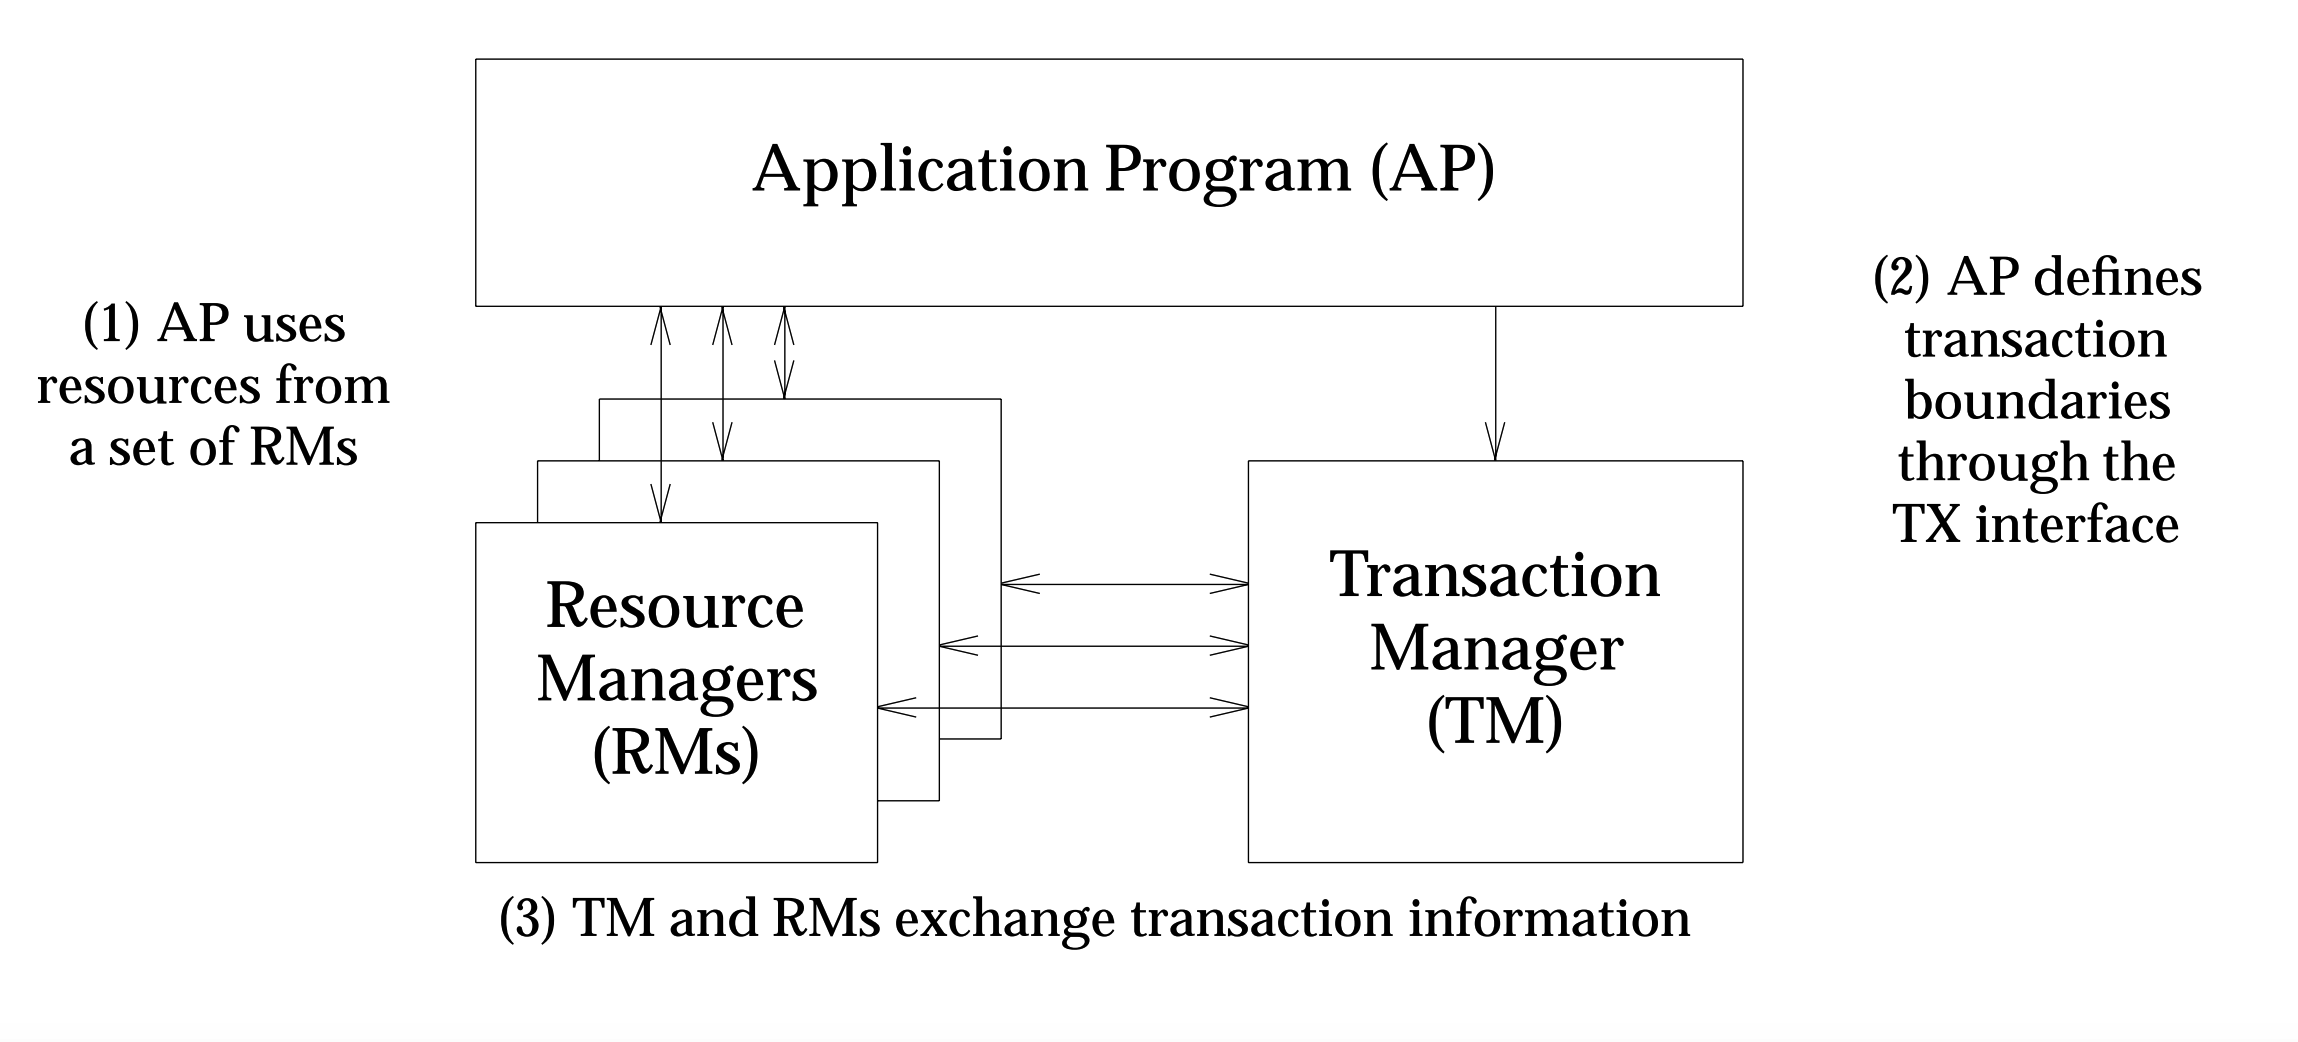 Application Program (AP)
(1) AP uses
resources from
a set of RMs
(2) AP defines
transaction
boundaries
through the
TX interface
Resource
Managers
(RMs)
Transaction
Manager
(TM)
(3) TM and RMs exchange transaction information